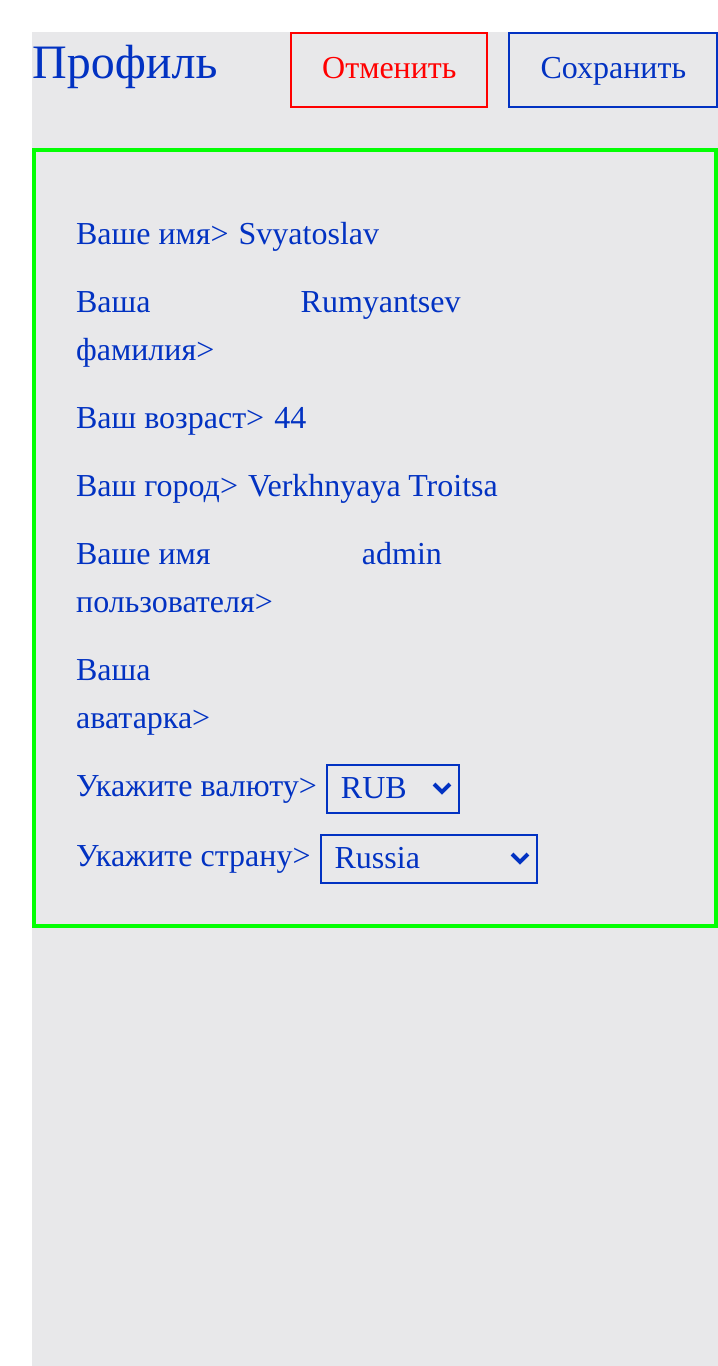 Профиль Отменить Сохранить
Ваше имя> Svyatoslav
Ваша Rumyantsev
фамилия>
Ваш возраст> 44
Ваш город> Verkhnyaya Troitsa
Ваше имя admin
пользователя>
Ваша
аватарка>
Укажите валюту> RUB
Укажите страну> Russia